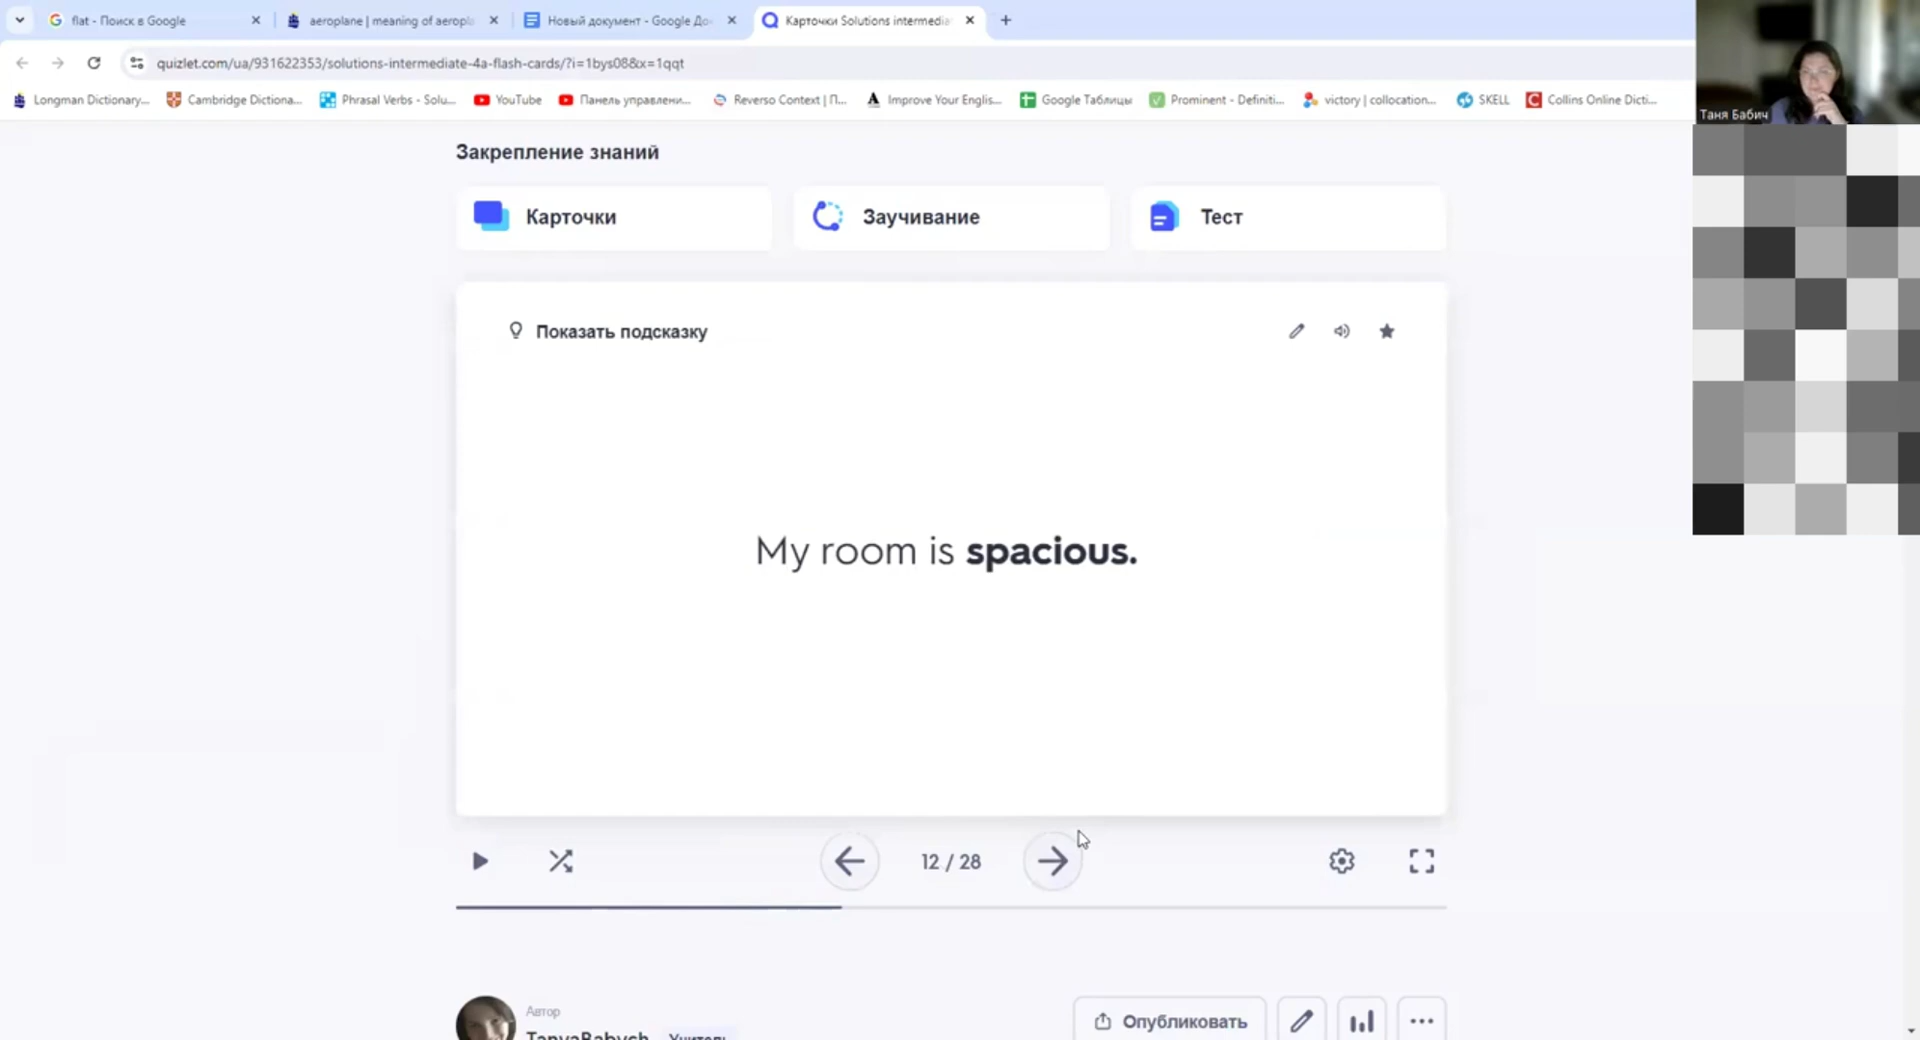 flat - Поиск в Google
aeroplane | meaning of aeropla
Новый документ - Google До
Карточки Solutions intermedia
quizlet.com/ua/931622353/solutions-intermediate-4a-flash-cards/?i=1bys08&x=1qqt
Longman Dictionary...
Cambridge Dictiona...
Phrasal Verbs - Solu...
YouTube
Панель управлени...
Reverso Context | П...
Improve Your Englis...
Google Таблицы
Prominent - Definiti...
victory | collocation...
SKELL
Collins Online Dicti...
Таня Бабич
Закрепление знаний
Карточки
Заучивание
Тест
Показать подсказку
My room is spacious.
12 / 28
Автор
TanyaBabych
Учитель
Опубликовать